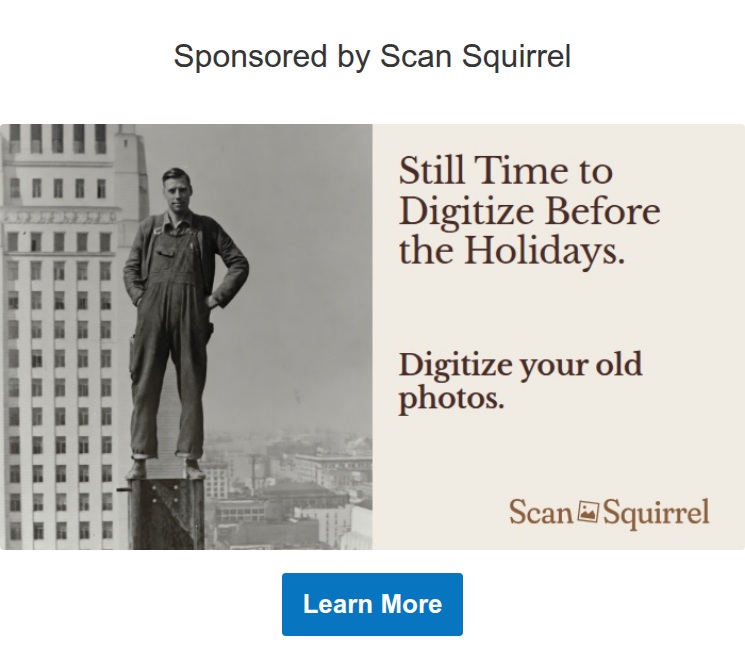 Sponsored by Scan Squirrel
Still Time to
Digitize Before
the Holidays.
Digitize your old
photos.
Scan Squirrel
Learn More